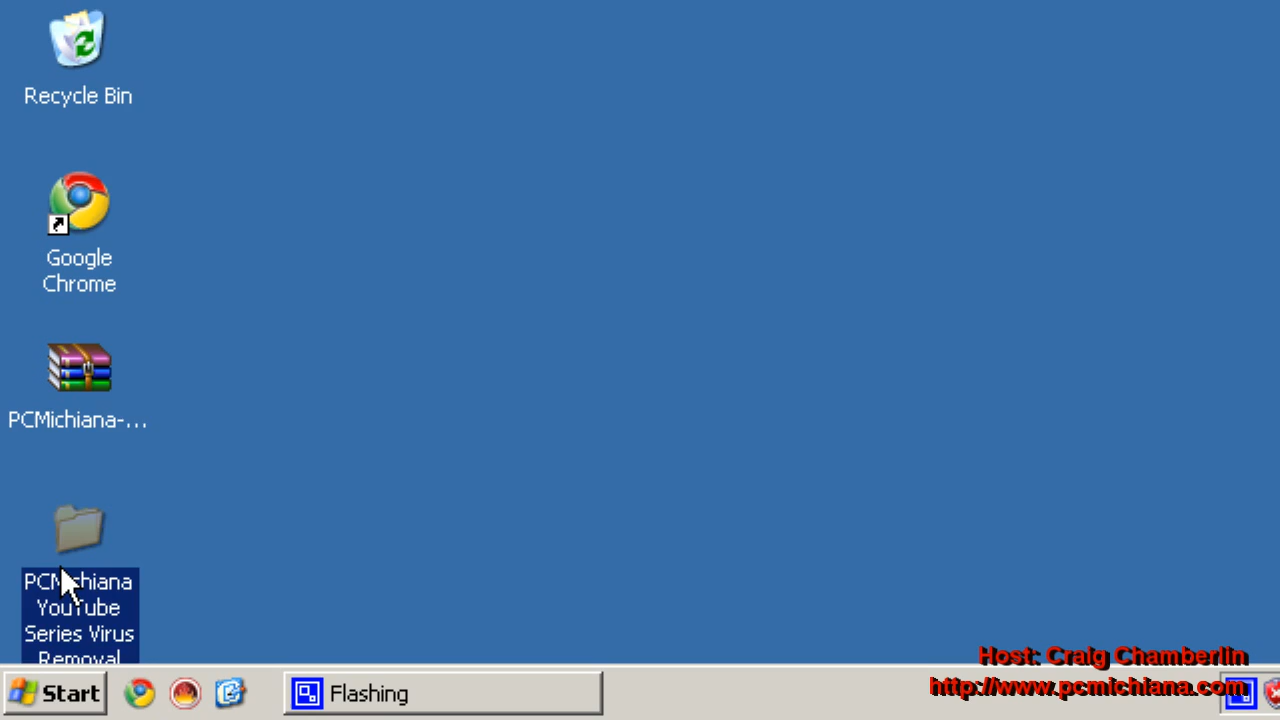 Recycle Bin
Google
Chrome
PCMichiana-...
PCMichiana
YouTube
Series Virus
Removal
Host: Craig Chamberlin
http://www.pcmichiana.com
Start
Flashing